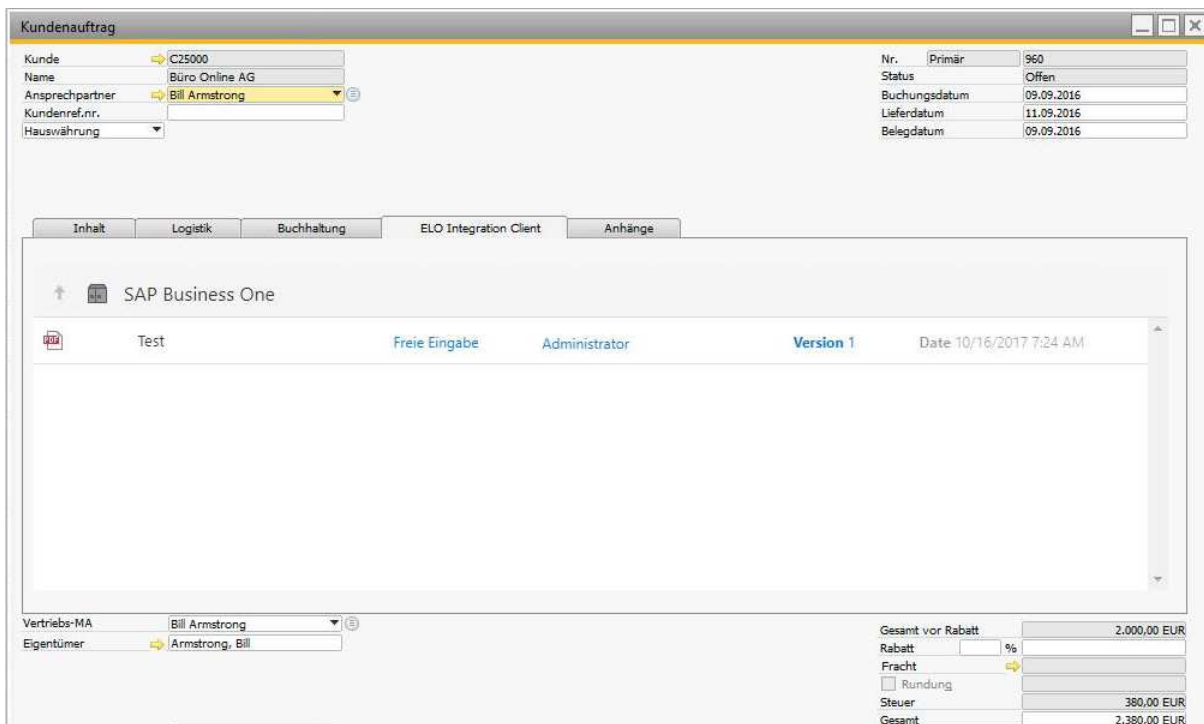 Kundenauftrag
Kunde C25000
Name Büro Online AG
Ansprechpartner Bill Armstrong
Kundenref.nr.
Hauswährung
Nr. Primär 960
Status Offen
Buchungsdatum 09.09.2016
Lieferdatum 11.09.2016
Belegdatum 09.09.2016
Inhalt Logistik Buchhaltung ELO Integration Client Anhänge
SAP Business One
PDF Test Freie Eingabe Administrator Version 1 Date 10/16/2017 7:24 AM
Vertriebs-MA Bill Armstrong
Eigentümer Armstrong, Bill
Gesamt vor Rabatt 2.000,00 EUR
Rabatt %
Fracht
Rundung
Steuer 380,00 EUR
Gesamt 2.380,00 EUR